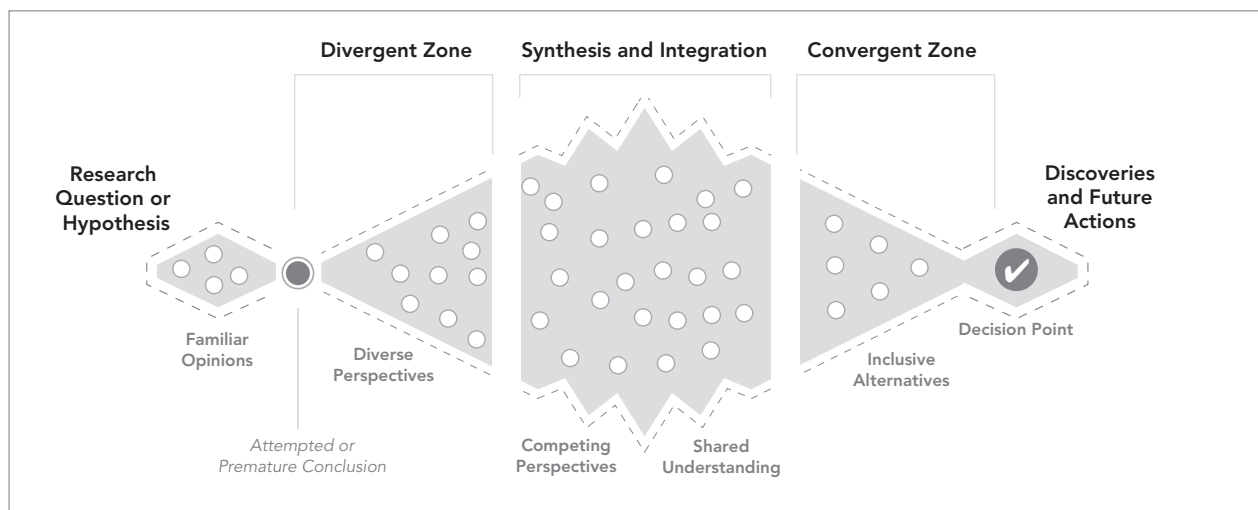 Divergent Zone
Synthesis and Integration
Convergent Zone
Research
Question or
Hypothesis
Discoveries
and Future
Actions
Familiar
Opinions
Diverse
Perspectives
Decision Point
Inclusive
Alternatives
Attempted or
Premature Conclusion
Competing
Perspectives
Shared
Understanding